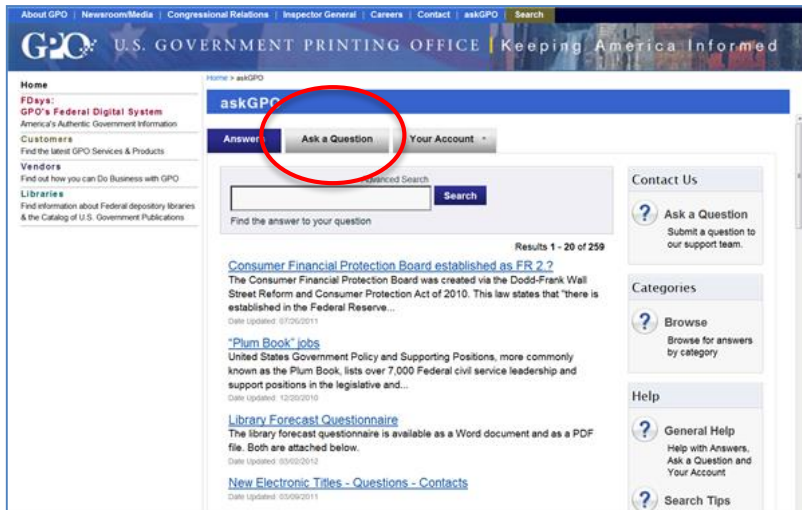 About GPO | Newsroom/Media | Congressional Relations | Inspector General | Careers | Contact | askGPO | Search
GPO U.S. GOVERNMENT PRINTING OFFICE | Keeping America Informed
Home
FDsys:
GPO's Federal Digital System
America's Authentic Government Information
Customers
Find the latest GPO Services & Products
Vendors
Find out how you can Do Business with GPO
Libraries
Find information about Federal depository libraries
& the Catalog of U.S. Government Publications
Home > askGPO
askGPO
Answers
Ask a Question
Your Account
Advanced Search
Search
Find the answer to your question
Results 1 - 20 of 259
Consumer Financial Protection Board established as FR 2.?
The Consumer Financial Protection Board was created via the Dodd-Frank Wall
Street Reform and Consumer Protection Act of 2010. This law states that "there is
established in the Federal Reserve...
Date Updated: 07/26/2011
"Plum Book" jobs
United States Government Policy and Supporting Positions, more commonly
known as the Plum Book, lists over 7,000 Federal civil service leadership and
support positions in the legislative and...
Date Updated: 12/20/2010
Library Forecast Questionnaire
The library forecast questionnaire is available as a Word document and as a PDF
file. Both are attached below.
Date Updated: 03/02/2012
New Electronic Titles - Questions - Contacts
Date Updated: 03/09/2011
Contact Us
Ask a Question
Submit a question to
our support team.
Categories
Browse
Browse for answers
by category
Help
General Help
Help with Answers,
Ask a Question and
Your Account
Search Tips